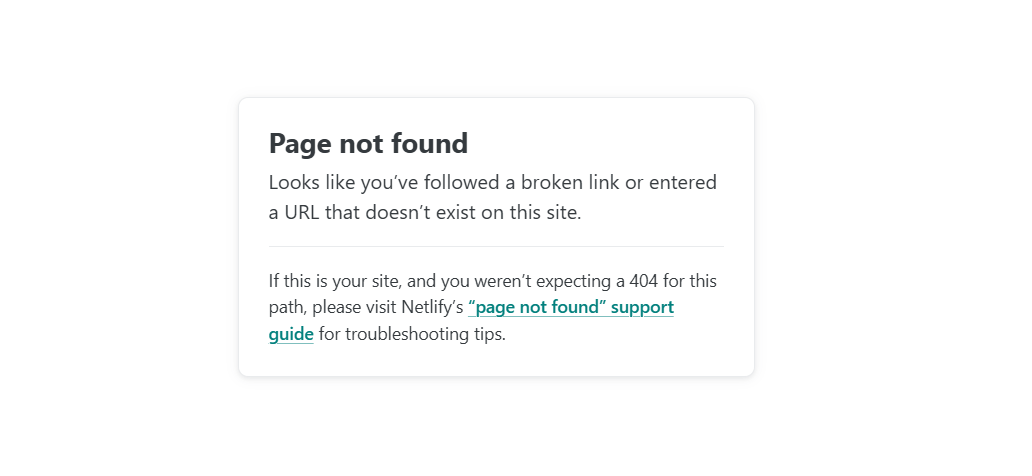 Page not found
Looks like you’ve followed a broken link or entered
a URL that doesn’t exist on this site.
If this is your site, and you weren’t expecting a 404 for this
path, please visit Netlify’s “page not found” support
guide for troubleshooting tips.